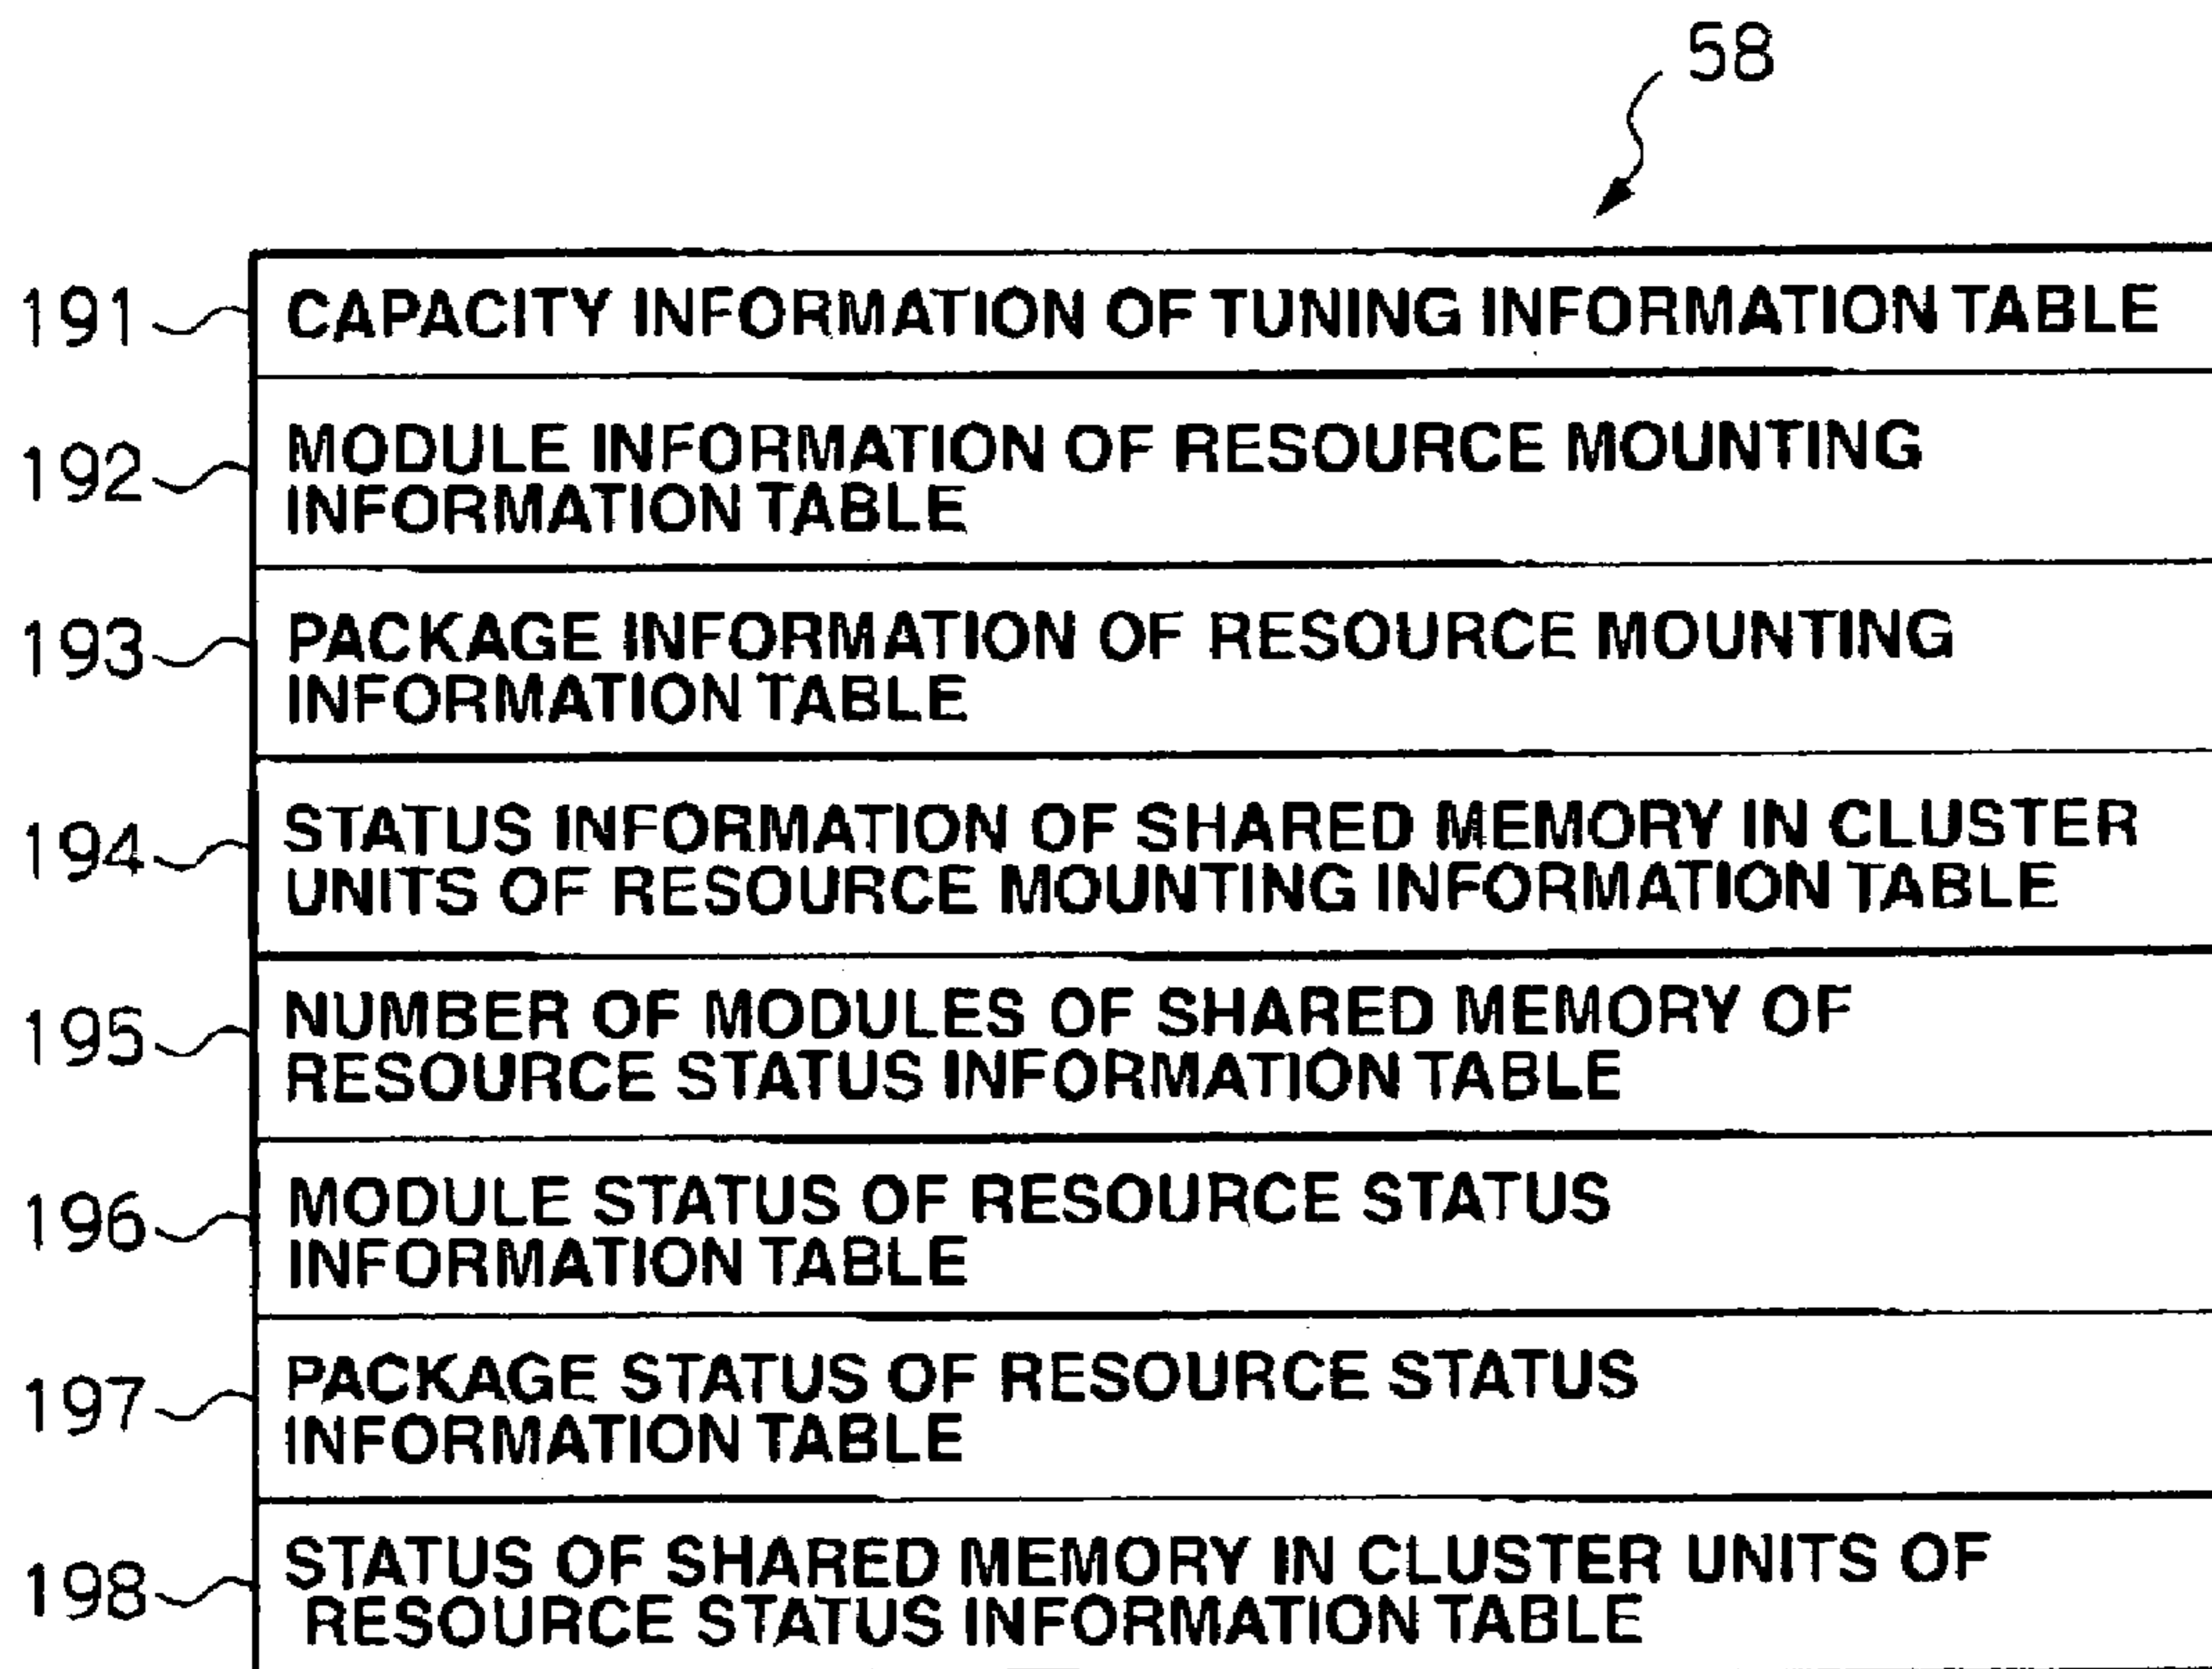 58
191 CAPACITY INFORMATION OF TUNING INFORMATION TABLE
192 MODULE INFORMATION OF RESOURCE MOUNTING
INFORMATION TABLE
193 PACKAGE INFORMATION OF RESOURCE MOUNTING
INFORMATION TABLE
194 STATUS INFORMATION OF SHARED MEMORY IN CLUSTER
UNITS OF RESOURCE MOUNTING INFORMATION TABLE
195 NUMBER OF MODULES OF SHARED MEMORY OF
RESOURCE STATUS INFORMATION TABLE
196 MODULE STATUS OF RESOURCE STATUS
INFORMATION TABLE
197 PACKAGE STATUS OF RESOURCE STATUS
INFORMATION TABLE
198 STATUS OF SHARED MEMORY IN CLUSTER UNITS OF
RESOURCE STATUS INFORMATION TABLE